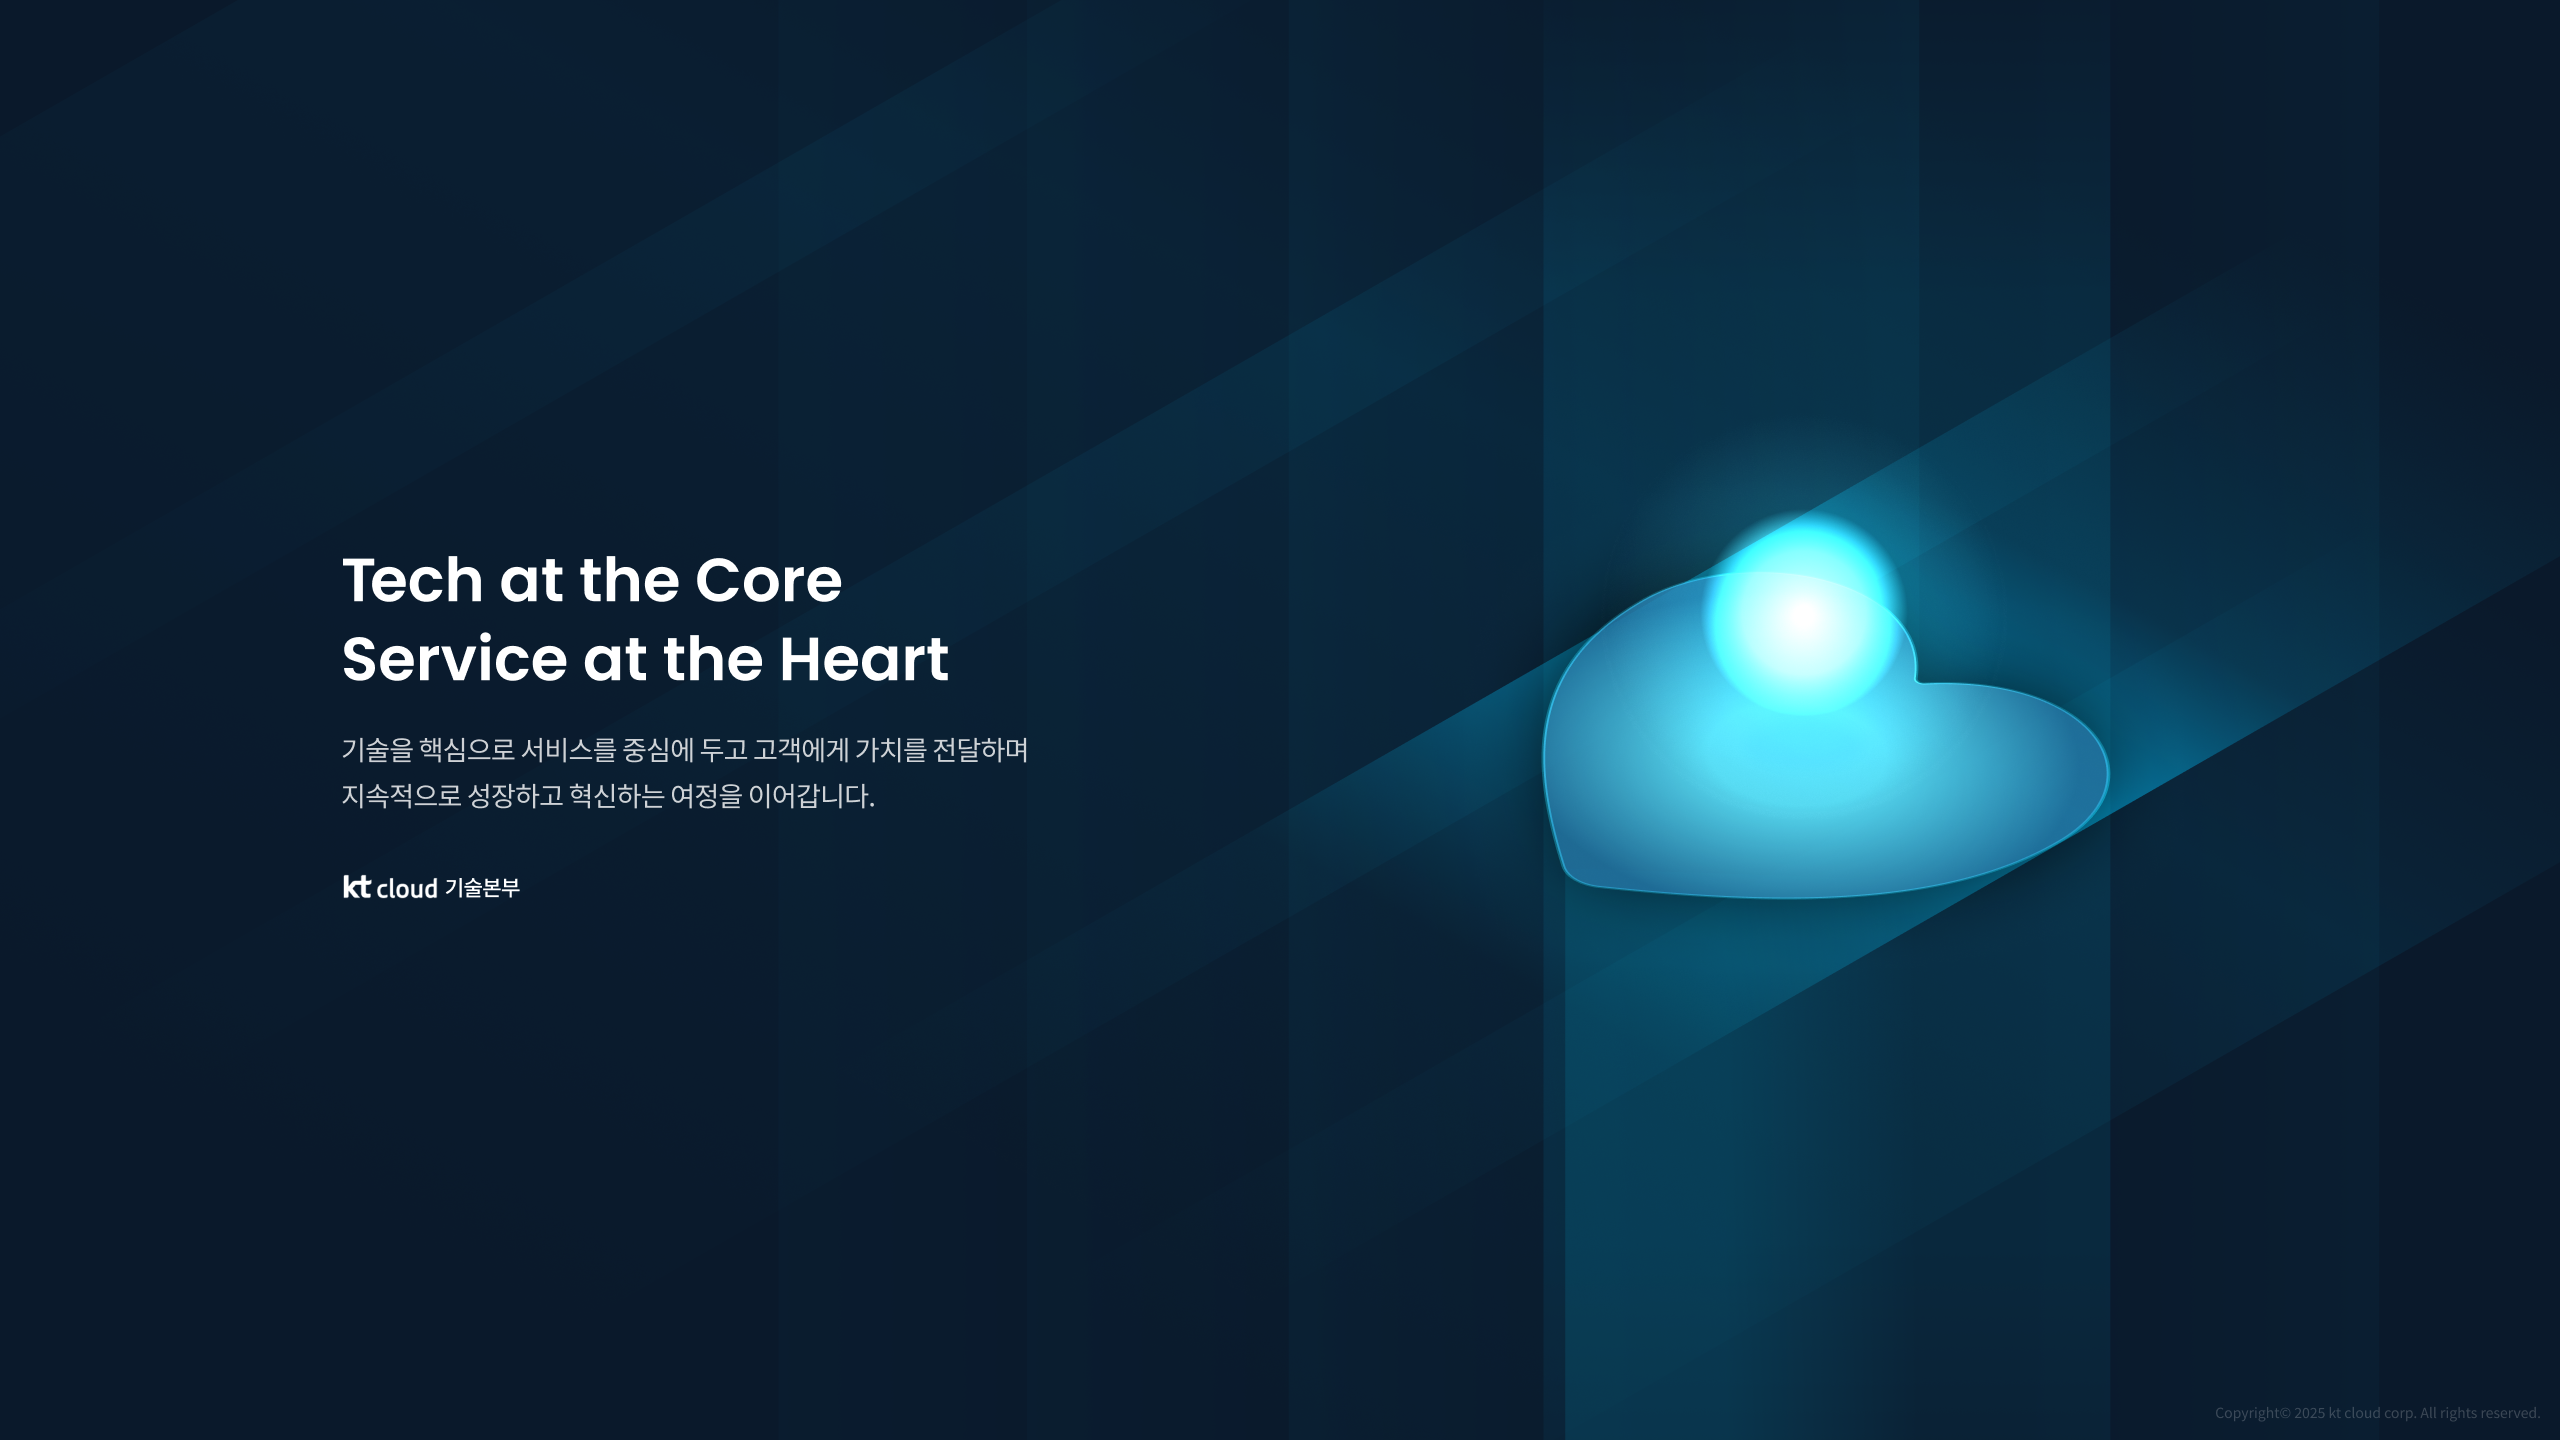 Tech at the Core
Service at the Heart
기술을 핵심으로 서비스를 중심에 두고 고객에게 가치를 전달하며
지속적으로 성장하고 혁신하는 여정을 이어갑니다.
kt cloud 기술본부
Copyright© 2025 kt cloud corp. All rights reserved.